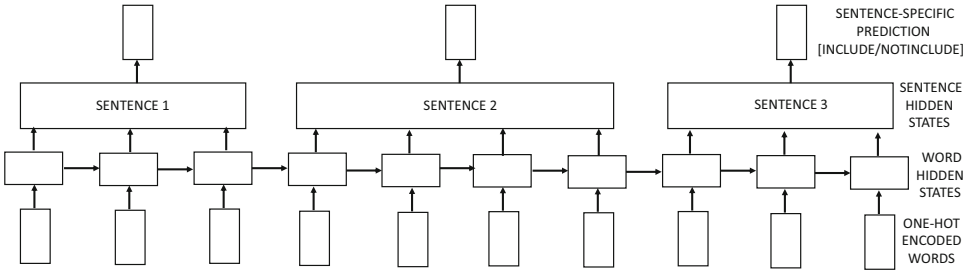 SENTENCE-SPECIFIC
PREDICTION
[INCLUDE/NOTINCLUDE]
SENTENCE 1
SENTENCE 2
SENTENCE 3
SENTENCE
HIDDEN
STATES
WORD
HIDDEN
STATES
ONE-HOT
ENCODED
WORDS